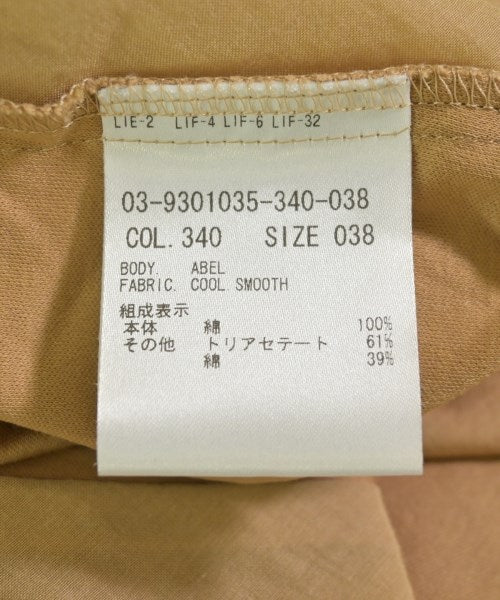 LIE-2 LIF-4 LIF-6 LIF-32
03-9301035-340-038
COL.340 SIZE 038
BODY. ABEL
FABRIC. COOL SMOOTH
組成表示
本体 綿 100%
その他 トリアセテート 61%
綿 39%